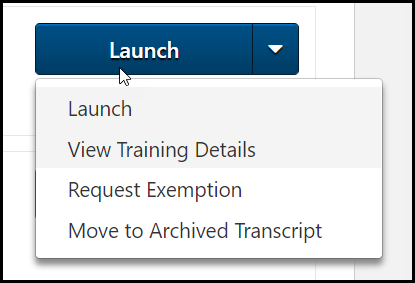 Launch
Launch
View Training Details
Request Exemption
Move to Archived Transcript